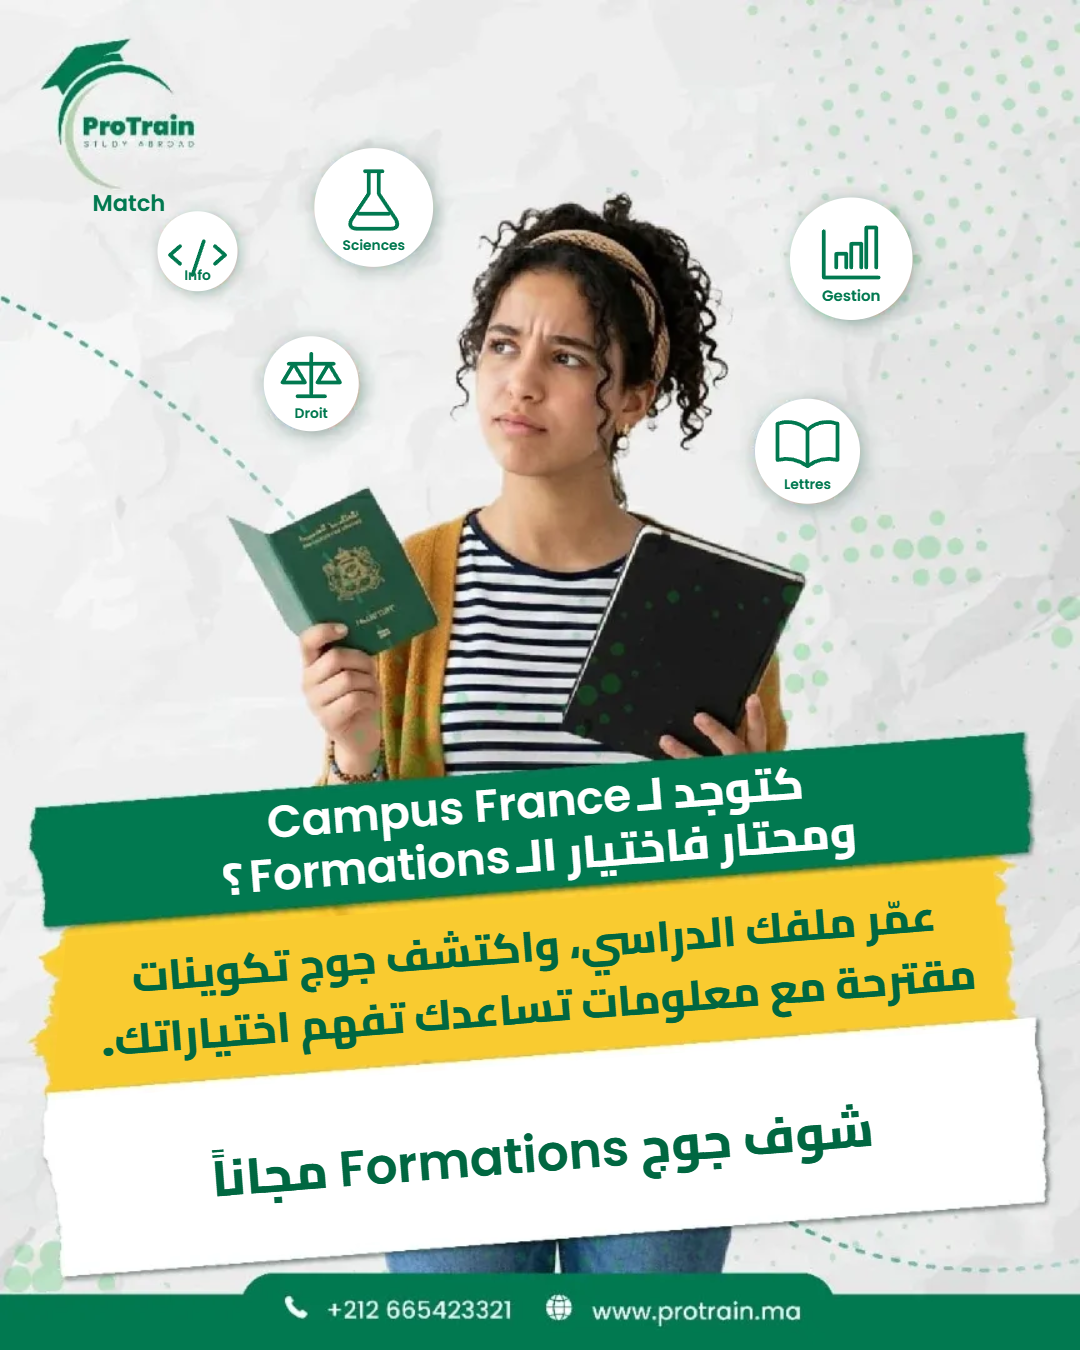 ProTrain
STUDY ABROAD
Match
Sciences
Info
Gestion
Droit
Lettres
كتوجد لـ Campus France
ومحتار فاختيار الـ Formations؟
عمّر ملفك الدراسي، واكتشف جوج تكوينات
مقترحة مع معلومات تساعدك تفهم اختياراتك.
شوف جوج Formations مجاناً
+212 665423321
www.protrain.ma